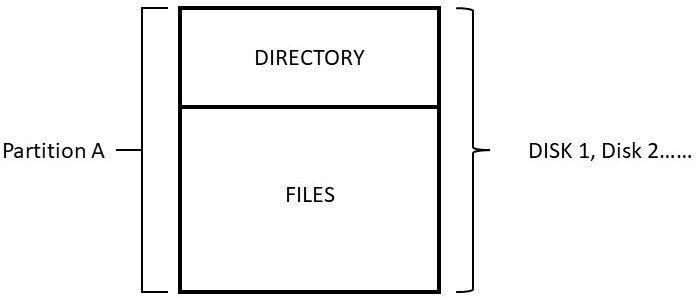 DIRECTORY
Partition A
DISK 1, Disk 2......
FILES